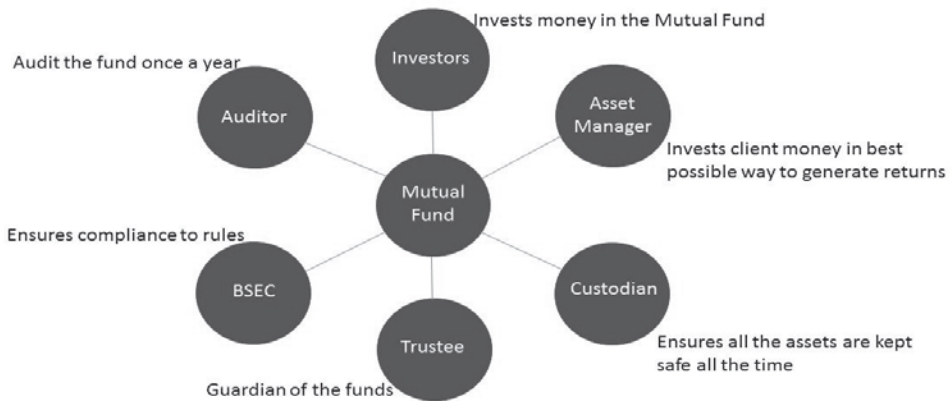 Invests money in the Mutual Fund
Investors
Audit the fund once a year
Auditor
Asset
Manager
Invests client money in best
possible way to generate returns
Mutual
Fund
Ensures compliance to rules
BSEC
Custodian
Ensures all the assets are kept
safe all the time
Trustee
Guardian of the funds